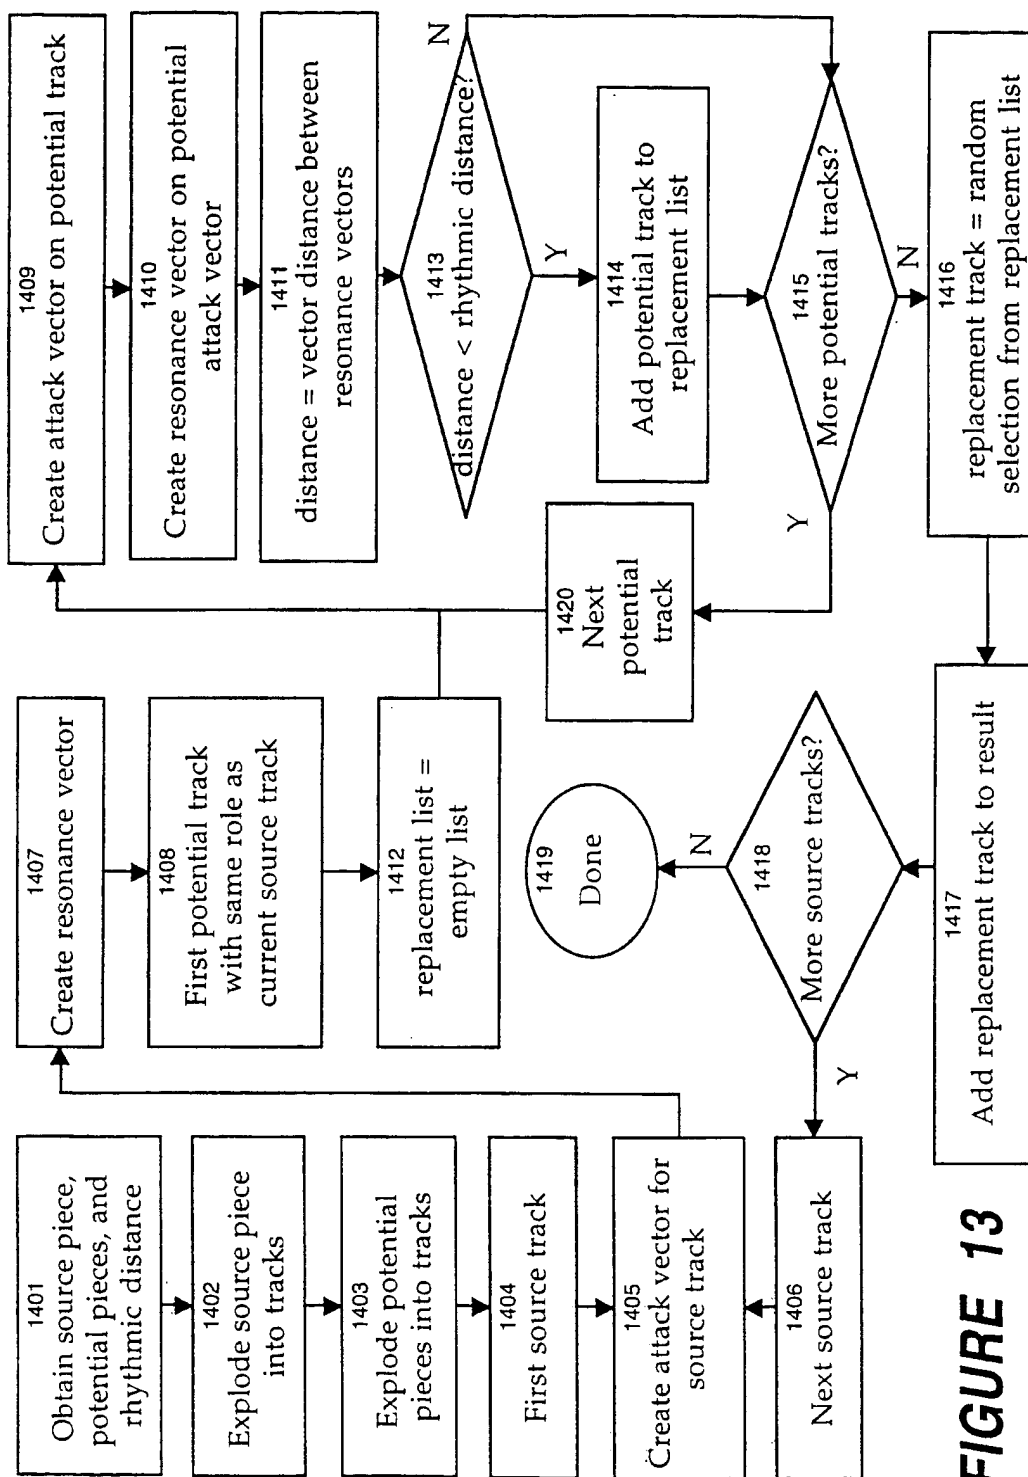 1401
Obtain source piece,
potential pieces, and
rhythmic distance
1402
Explode source piece
into tracks
1403
Explode potential
pieces into tracks
1404
First source track
1405
Create attack vector for
source track
1406
Next source track
1407
Create resonance vector
1408
First potential track
with same role as
current source track
1412
replacement list =
empty list
1409
Create attack vector on potential track
1410
Create resonance vector on potential
attack vector
1411
distance = vector distance between
resonance vectors
1413
distance < rhythmic distance?
N
Y
1414
Add potential track to
replacement list
1415
More potential tracks?
Y
N
1420
Next
potential
track
1416
replacement track = random
selection from replacement list
1417
Add replacement track to result
1418
More source tracks?
Y
N
1419
Done
FIGURE 13